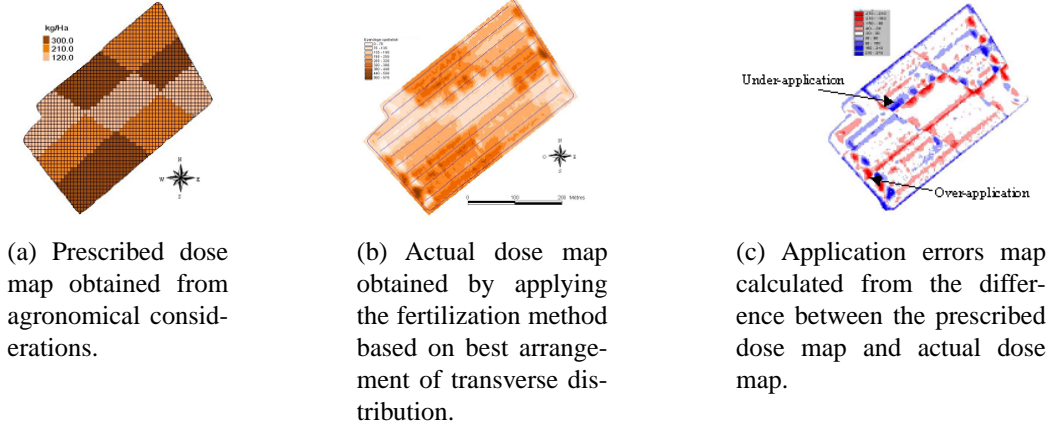 kg/Ha
300.0
210.0
120.0
N
W
E
S
0
100
200
Mètres
Under-application
Over-application
(a) Prescribed dose
map obtained from
agronomical consid-
erations.
(b) Actual dose map
obtained by applying
the fertilization method
based on best arrange-
ment of transverse dis-
tribution.
(c) Application errors map
calculated from the differ-
ence between the prescribed
dose map and actual dose
map.